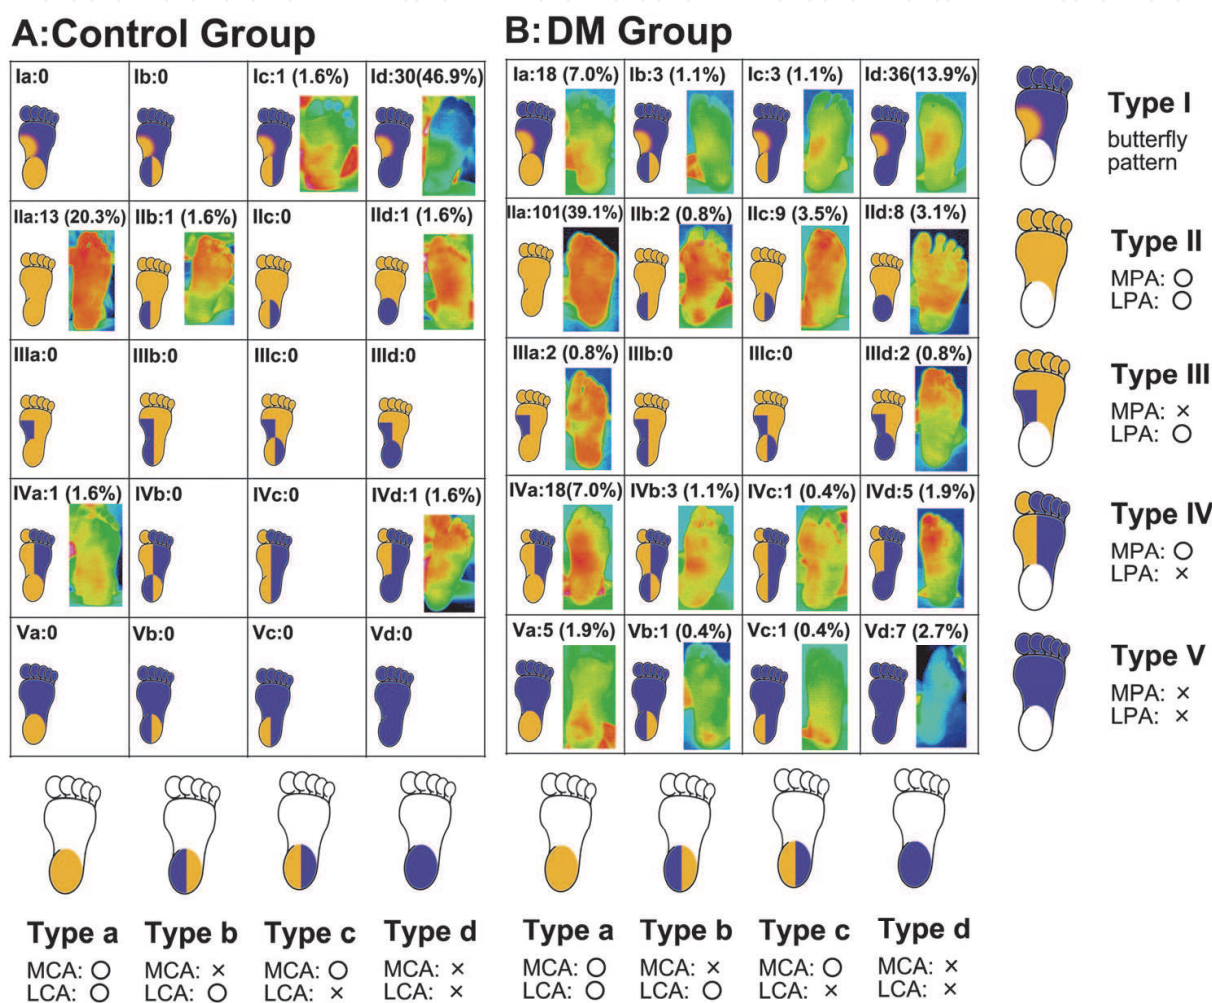 A:Control Group
B:DM Group
Ia:0
Ib:0
Ic:1 (1.6%)
Id:30(46.9%)
Ia:18 (7.0%)
Ib:3 (1.1%)
Ic:3 (1.1%)
Id:36(13.9%)
Type I
butterfly
pattern
IIa:13 (20.3%)
IIb:1 (1.6%)
IIc:0
IId:1 (1.6%)
IIa:101(39.1%)
IIb:2 (0.8%)
IIc:9 (3.5%)
IId:8 (3.1%)
Type II
MPA: O
LPA: O
IIIa:0
IIIb:0
IIIc:0
IIId:0
IIIa:2 (0.8%)
IIIb:0
IIIc:0
IIId:2 (0.8%)
Type III
MPA: ×
LPA: O
IVa:1 (1.6%)
IVb:0
IVc:0
IVd:1 (1.6%)
IVa:18(7.0%)
IVb:3 (1.1%)
IVc:1 (0.4%)
IVd:5 (1.9%)
Type IV
MPA: O
LPA: ×
Va:0
Vb:0
Vc:0
Vd:0
Va:5 (1.9%)
Vb:1 (0.4%)
Vc:1 (0.4%)
Vd:7 (2.7%)
Type V
MPA: ×
LPA: ×
Type a
MCA: O
LCA: O
Type b
MCA: ×
LCA: O
Type c
MCA: O
LCA: ×
Type d
MCA: ×
LCA: ×
Type a
MCA: O
LCA: O
Type b
MCA: ×
LCA: O
Type c
MCA: O
LCA: ×
Type d
MCA: ×
LCA: ×